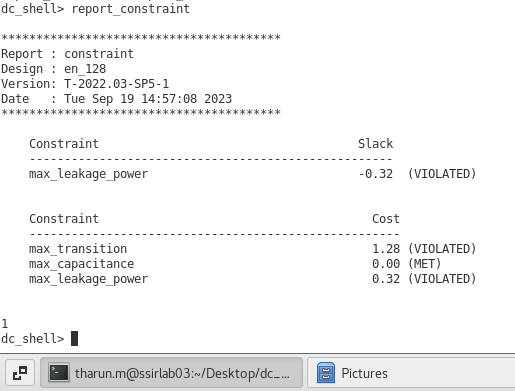 dc_shell> report_constraint
****************************************
Report : constraint
Design : en_128
Version: T-2022.03-SP5-1
Date   : Tue Sep 19 14:57:08 2023
****************************************
    Constraint                                     Slack
    ----------------------------------------------------
    max_leakage_power                              -0.32  (VIOLATED)
    Constraint                                       Cost
    -----------------------------------------------------
    max_transition                                   1.28 (VIOLATED)
    max_capacitance                                  0.00 (MET)
    max_leakage_power                                0.32 (VIOLATED)
1
dc_shell>
tharun.m@ssirlab03:~/Desktop/dc_... Pictures